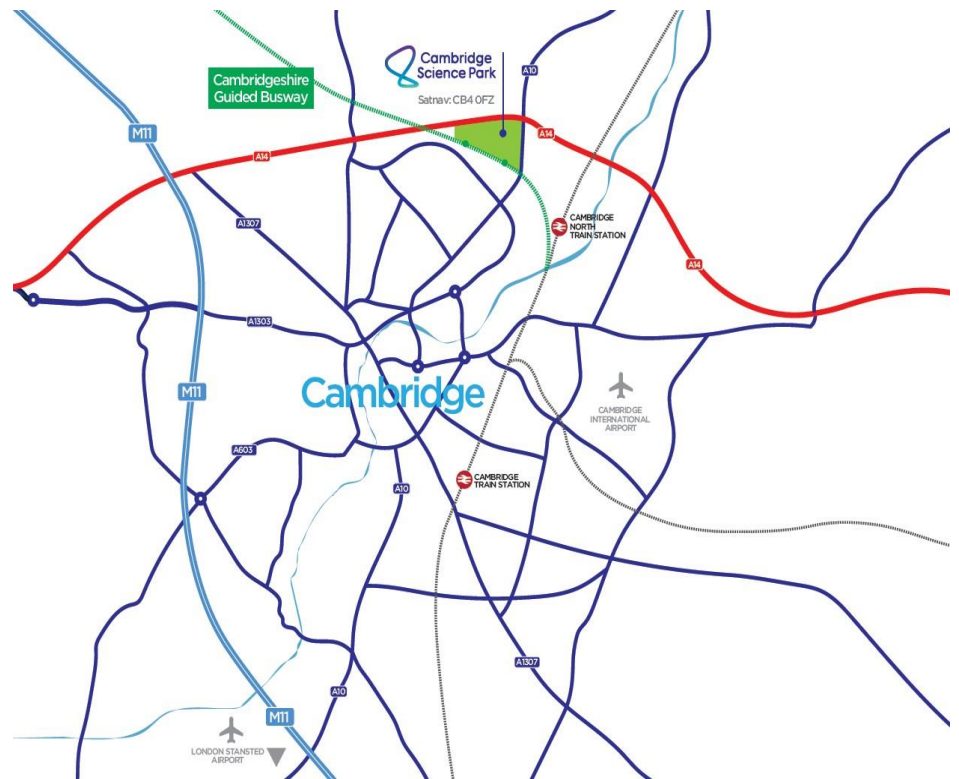 Cambridge
Science Park
Satnav: CB4 0FZ
A10
Cambridgeshire
Guided Busway
M11
A14
A14
A1307
CAMBRIDGE
NORTH
TRAIN STATION
A14
A1303
M11
Cambridge
CAMBRIDGE
INTERNATIONAL
AIRPORT
A603
CAMBRIDGE
TRAIN STATION
A10
A1307
A10
M11
LONDON STANSTED
AIRPORT